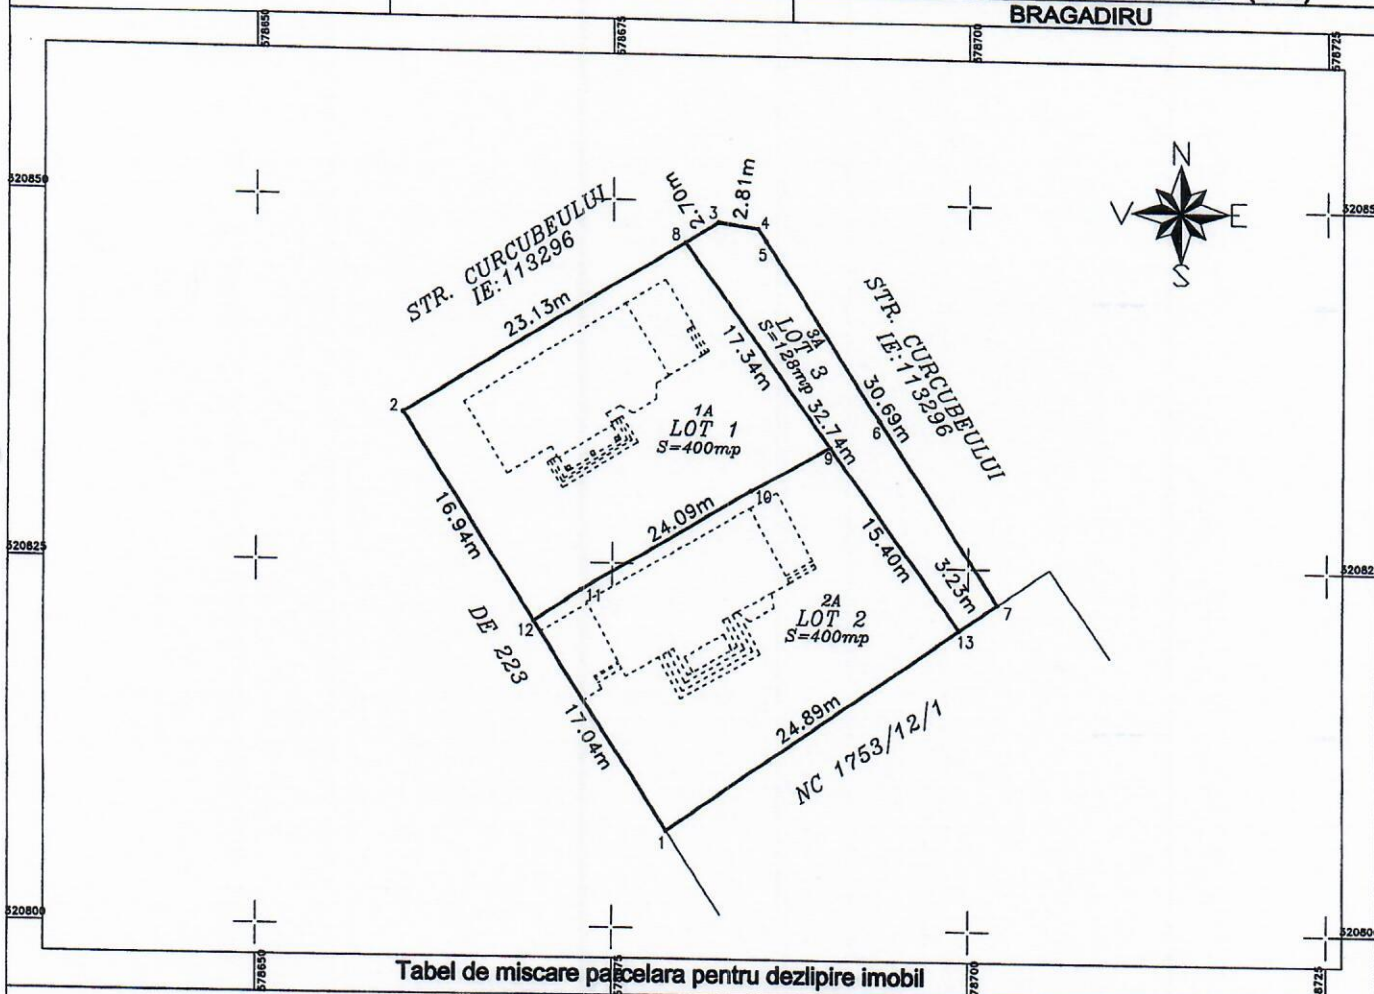 BRAGADIRU
578650
578675
578700
578725
N
V
E
S
STR. CURCUBEULUI
IE:113296
2.70m
3
2.81m
4
8
5
23.13m
STR. CURCUBEULUI
IE:113296
17.34m
3A
LOT 3
S=128mp
30.69m
2
1A
LOT 1
S=400mp
32.74m
6
9
16.94m
24.09m
10
15.40m
11
12
3.23m
7
13
2A
LOT 2
S=400mp
DE 223
17.04m
24.89m
NC 1753/12/1
1
320850
320825
320800
578650
Tabel de miscare parcelara pentru dezlipire imobil